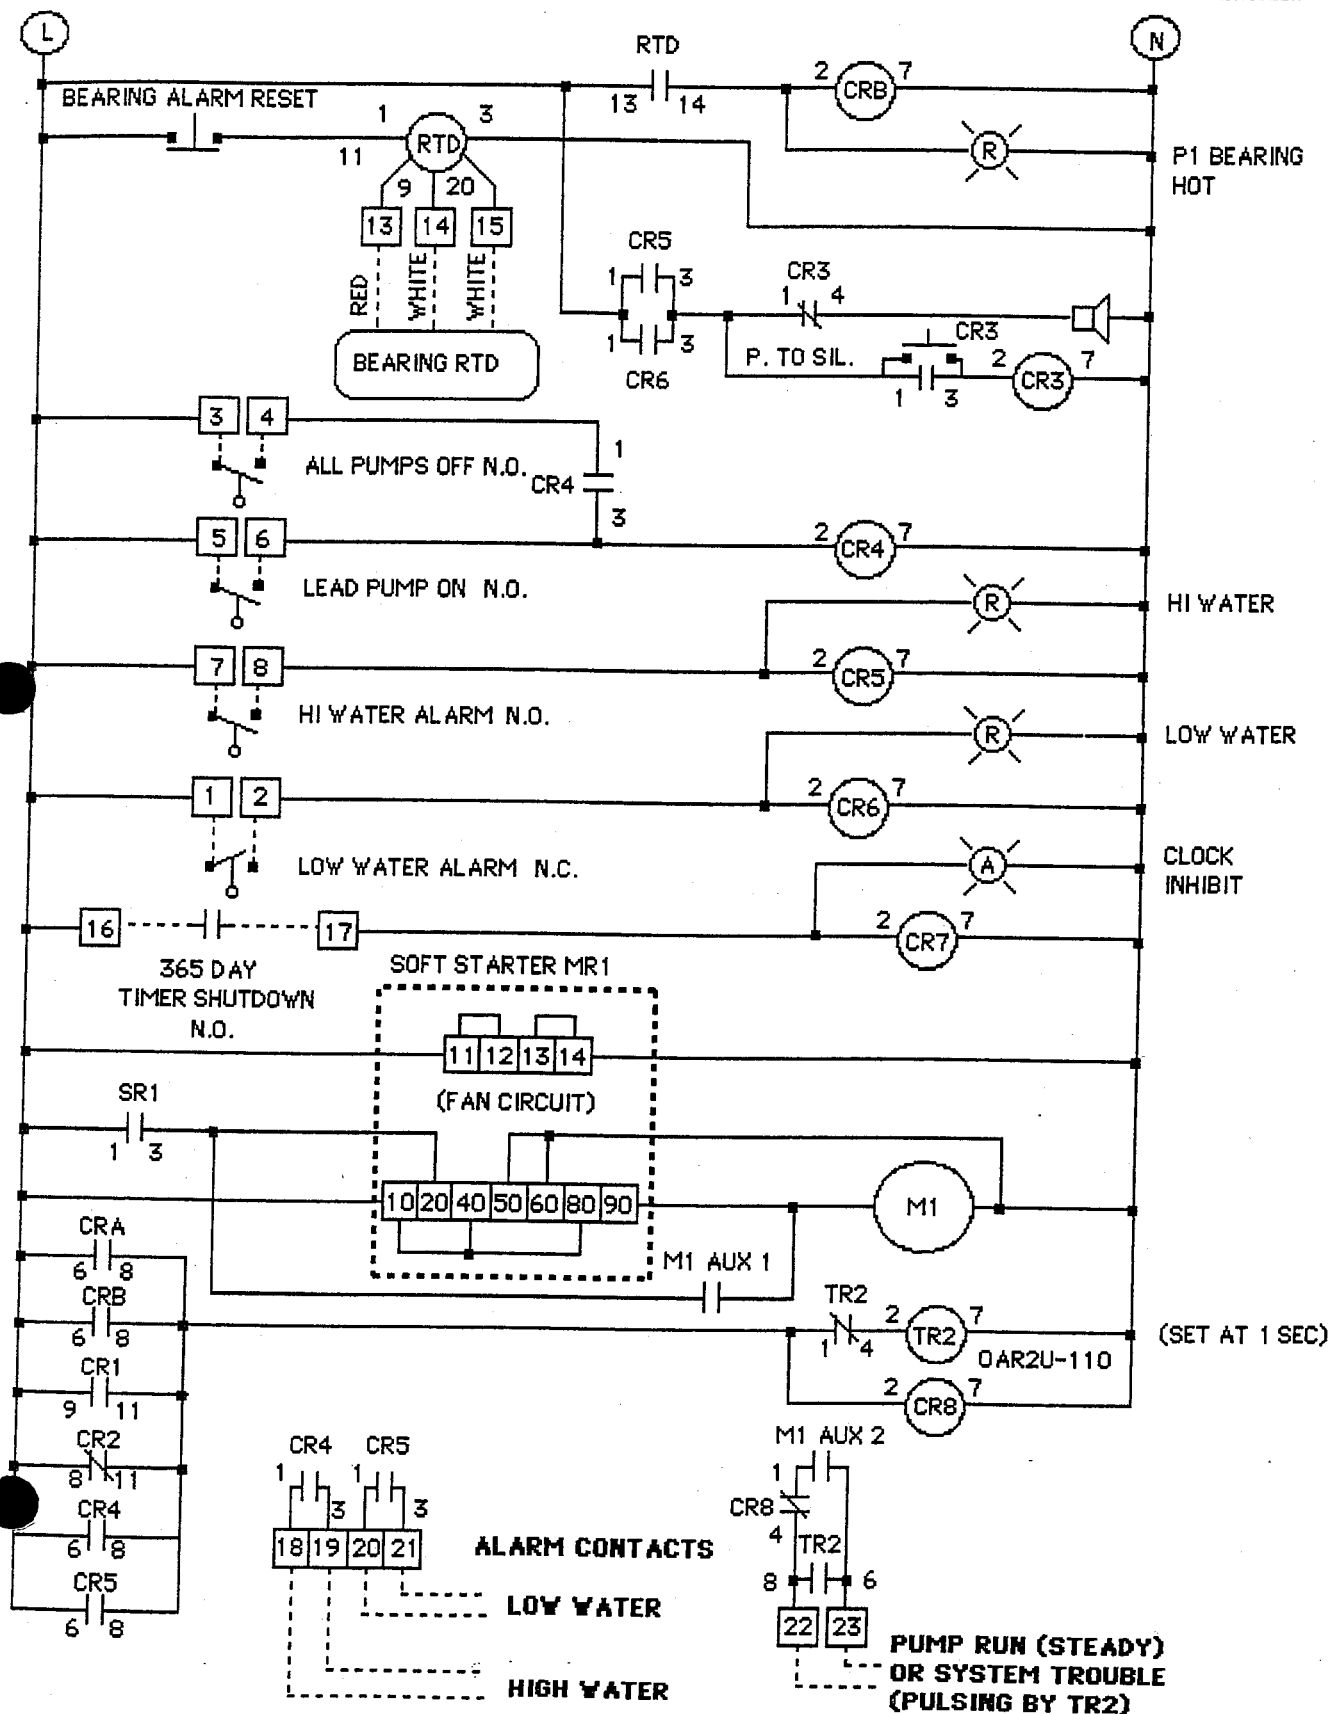 L
N
RTD
13 14
2 CRB 7
BEARING ALARM RESET
1 RTD 3
11
9 20
R
P1 BEARING
HOT
13 14 15
RED
WHITE
WHITE
BEARING RTD
CR5
1 3
1 3
CR6
CR3
1 4
P. TO SIL.
CR3
1 3
2 CR3 7
3 4
ALL PUMPS OFF N.O.
1
CR4
3
5 6
LEAD PUMP ON N.O.
2 CR4 7
R
HI WATER
7 8
HI WATER ALARM N.O.
2 CR5 7
R
LOW WATER
1 2
LOW WATER ALARM N.C.
2 CR6 7
A
CLOCK
INHIBIT
16 17
365 DAY
TIMER SHUTDOWN
N.O.
2 CR7 7
SOFT STARTER MR1
11 12 13 14
(FAN CIRCUIT)
SR1
1 3
10 20 40 50 60 80 90
M1
M1 AUX 1
CRA
6 8
CRB
6 8
TR2
1 4
2 TR2 7
(SET AT 1 SEC)
OAR2U-110
2 CR8 7
CR1
9 11
CR2
8 11
CR4
6 8
CR5
6 8
CR4 CR5
1 3 1 3
18 19 20 21
ALARM CONTACTS
LOW WATER
HIGH WATER
M1 AUX 2
1
CR8
4
TR2
8 6
22 23
PUMP RUN (STEADY)
OR SYSTEM TROUBLE
(PULSING BY TR2)